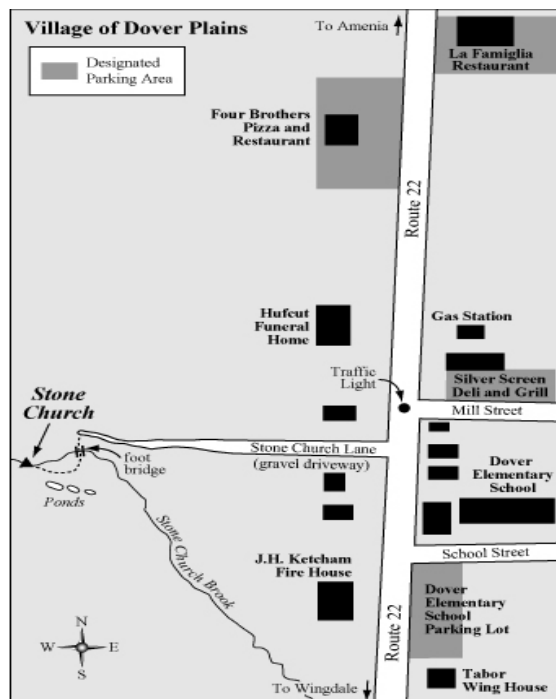 Village of Dover Plains
Designated
Parking Area
To Amenia
La Famiglia
Restaurant
Four Brothers
Pizza and
Restaurant
Route 22
Hufcut
Funeral
Home
Gas Station
Traffic
Light
Silver Screen
Deli and Grill
Mill Street
Stone
Church
foot
bridge
Stone Church Lane
(gravel driveway)
Ponds
Dover
Elementary
School
Stone Church Brook
School Street
J.H. Ketcham
Fire House
Dover
Elementary
School
Parking Lot
Route 22
N
W
E
S
To Wingdale
Tabor
Wing House